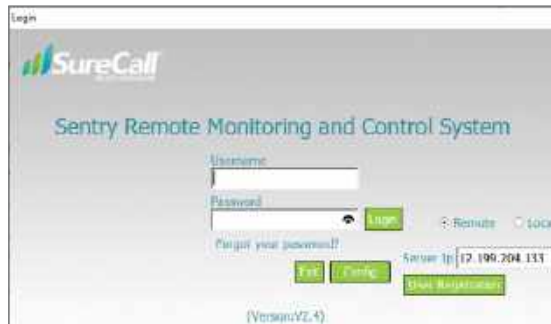 Login
SureCall
Sentry Remote Monitoring and Control System
Username
Password
Login
Remote
Loca
Forgot your password?
Server Ip 12.199.204.133
Exit
Config
User Registration
(Version:V2.4)